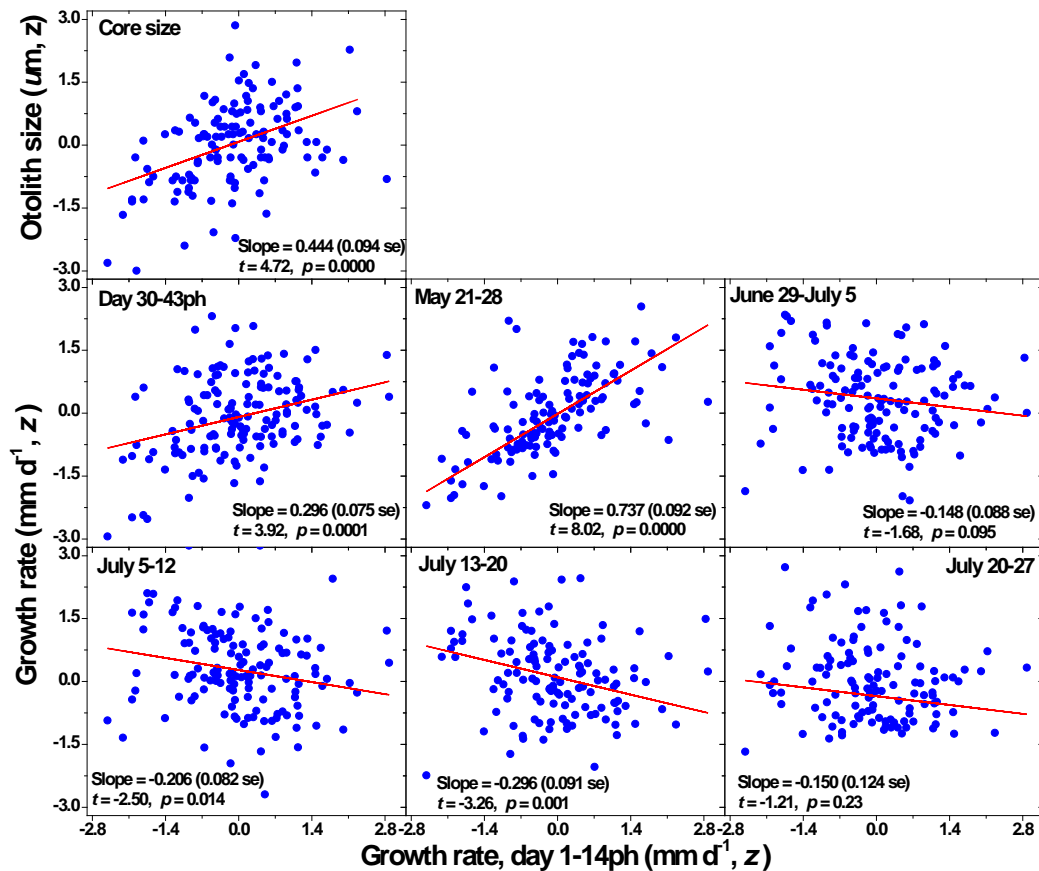 Core size
3.0
1.5
0.0
-1.5
-3.0
Otolith size (um, z)
Slope = 0.444 (0.094 se)
t = 4.72, p = 0.0000
Day 30-43ph
May 21-28
June 29-July 5
3.0
1.5
0.0
-1.5
-3.0
Slope = 0.296 (0.075 se)
t = 3.92, p = 0.0001
Slope = 0.737 (0.092 se)
t = 8.02, p = 0.0000
Slope = -0.148 (0.088 se)
t = -1.68, p = 0.095
Growth rate (mm d⁻¹, z)
July 5-12
July 13-20
July 20-27
3.0
1.5
0.0
-1.5
-3.0
Slope = -0.206 (0.082 se)
t = -2.50, p = 0.014
Slope = -0.296 (0.091 se)
t = -3.26, p = 0.001
Slope = -0.150 (0.124 se)
t = -1.21, p = 0.23
-2.8 -1.4 0.0 1.4 2.8 -2.8 -1.4 0.0 1.4 2.8 -2.8 -1.4 0.0 1.4 2.8
Growth rate, day 1-14ph (mm d⁻¹, z)